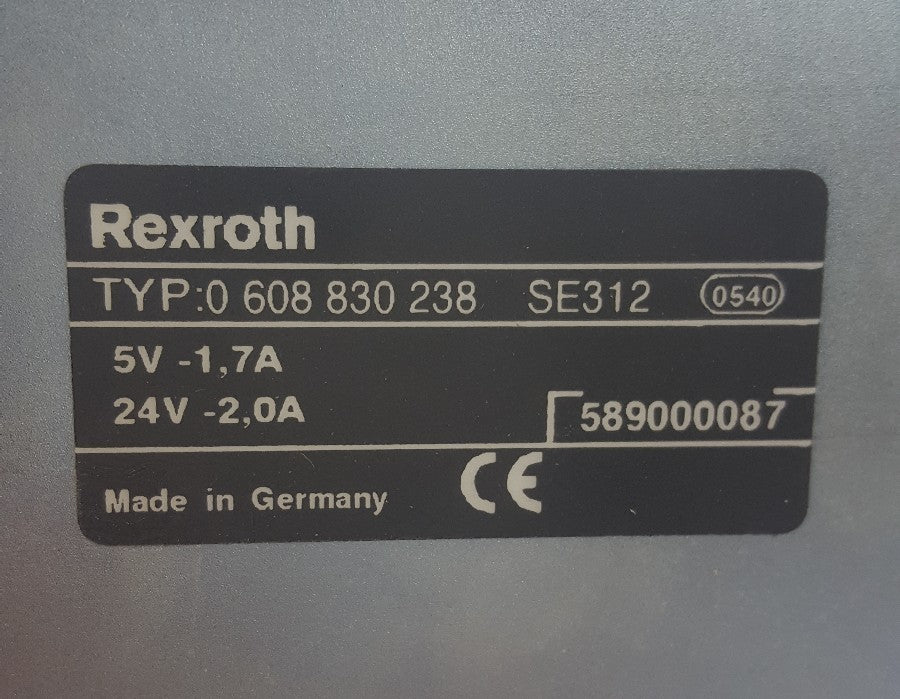 Rexroth
TYP:0 608 830 238 SE312 0540
5V -1,7A
24V -2,0A
589000087
Made in Germany CE